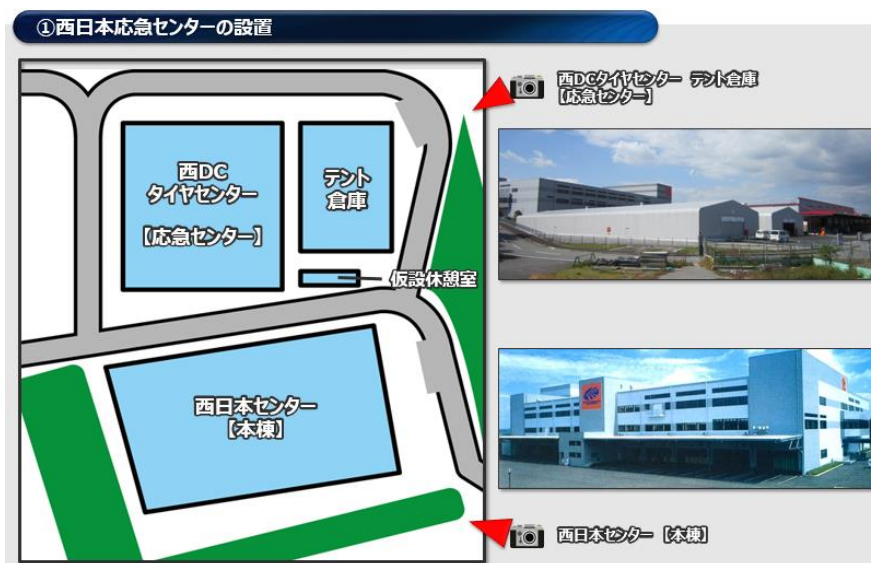 ①西日本応急センターの設置
西DCタイヤセンター テント倉庫
【応急センター】
西DC
タイヤセンター
【応急センター】
テント
倉庫
仮設休憩室
西日本センター
【本棟】
西日本センター【本棟】